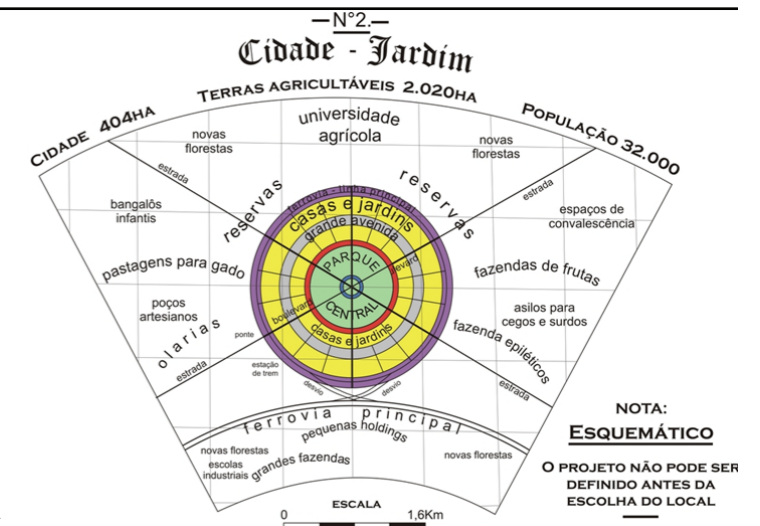 N°2.
Cidade - Jardim
CIDADE 404HA
TERRAS AGRICULTÁVEIS 2.020HA
POPULAÇÃO 32.000
novas
florestas
universidade
agrícola
novas
florestas
estrada
estrada
reservas
reservas
bangalôs
infantis
espaços de
convalescência
ferrovia - linha principal
casas e jardins
grande avenida
PARQUE
CENTRAL
levard
boulevard
casas e jardins
pastagens para gado
fazendas de frutas
poços
artesianos
asilos para
cegos e surdos
olarias
ponte
fazenda epiléticos
estrada
estação
de trem
desvio
desvio
estrada
ferrovia principal
pequenas holdings
novas florestas
escolas
industriais
grandes fazendas
novas florestas
NOTA:
ESQUEMÁTICO
O PROJETO NÃO PODE SER
DEFINIDO ANTES DA
ESCOLHA DO LOCAL
ESCALA
0 1,6Km